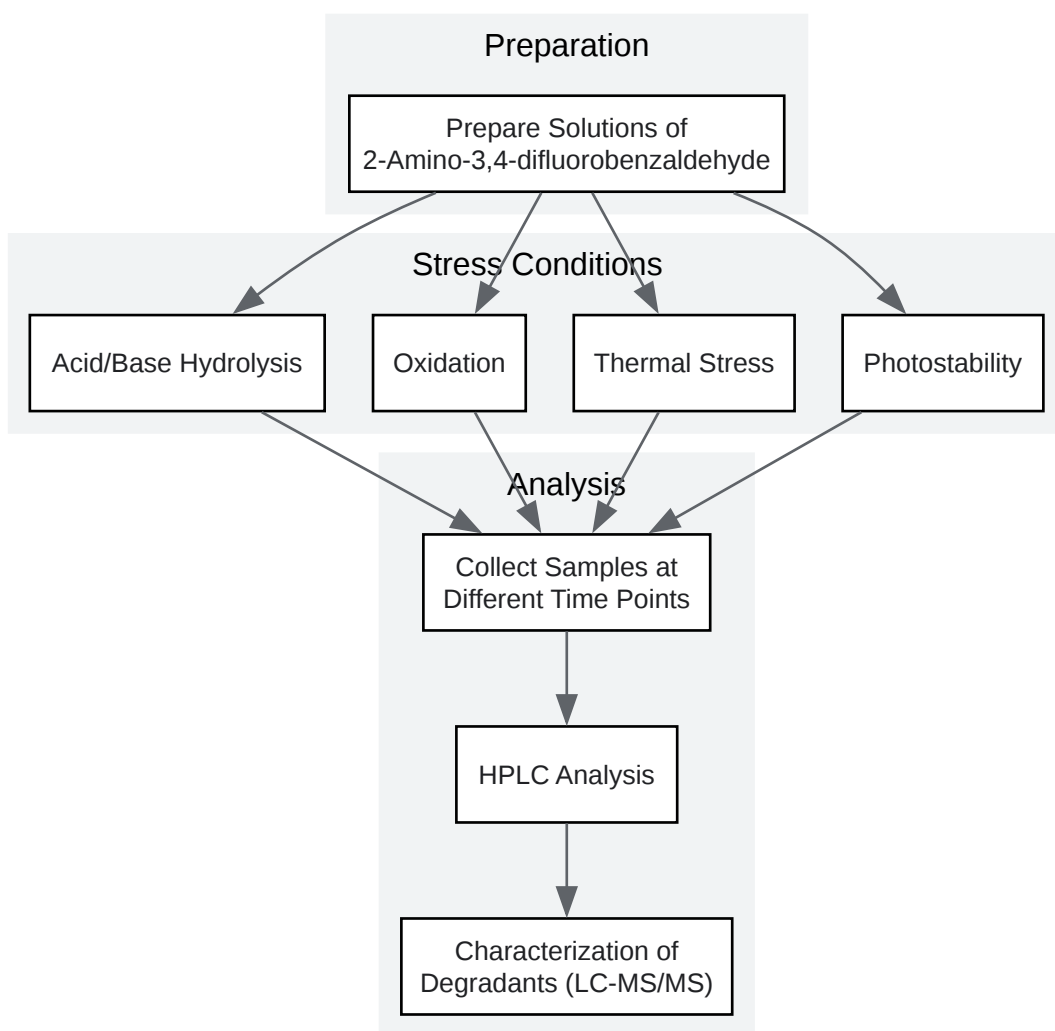 Preparation
Prepare Solutions of
2-Amino-3,4-difluorobenzaldehyde
Stress Conditions
Acid/Base Hydrolysis
Oxidation
Thermal Stress
Photostability
Analysis
Collect Samples at
Different Time Points
HPLC Analysis
Characterization of
Degradants (LC-MS/MS)